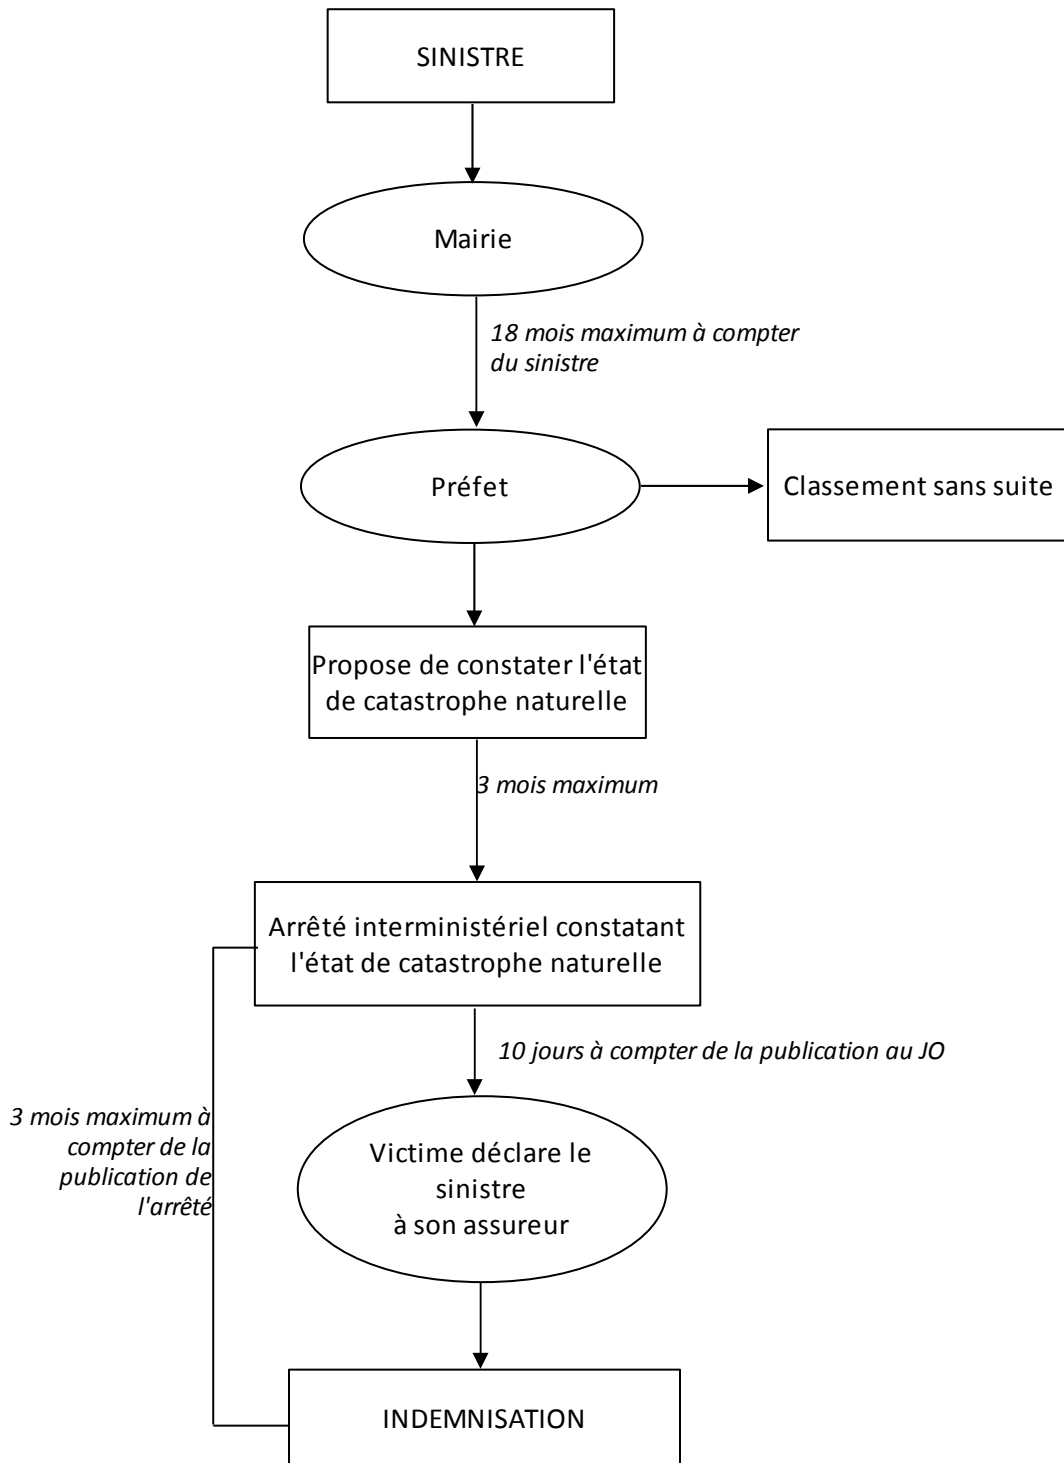 SINISTRE
Mairie
18 mois maximum à compter
du sinistre
Préfet
Classement sans suite
Propose de constater l'état
de catastrophe naturelle
3 mois maximum
Arrêté interministériel constatant
l'état de catastrophe naturelle
10 jours à compter de la publication au JO
3 mois maximum à
compter de la
publication de
l'arrêté
Victime déclare le
sinistre
à son assureur
INDEMNISATION